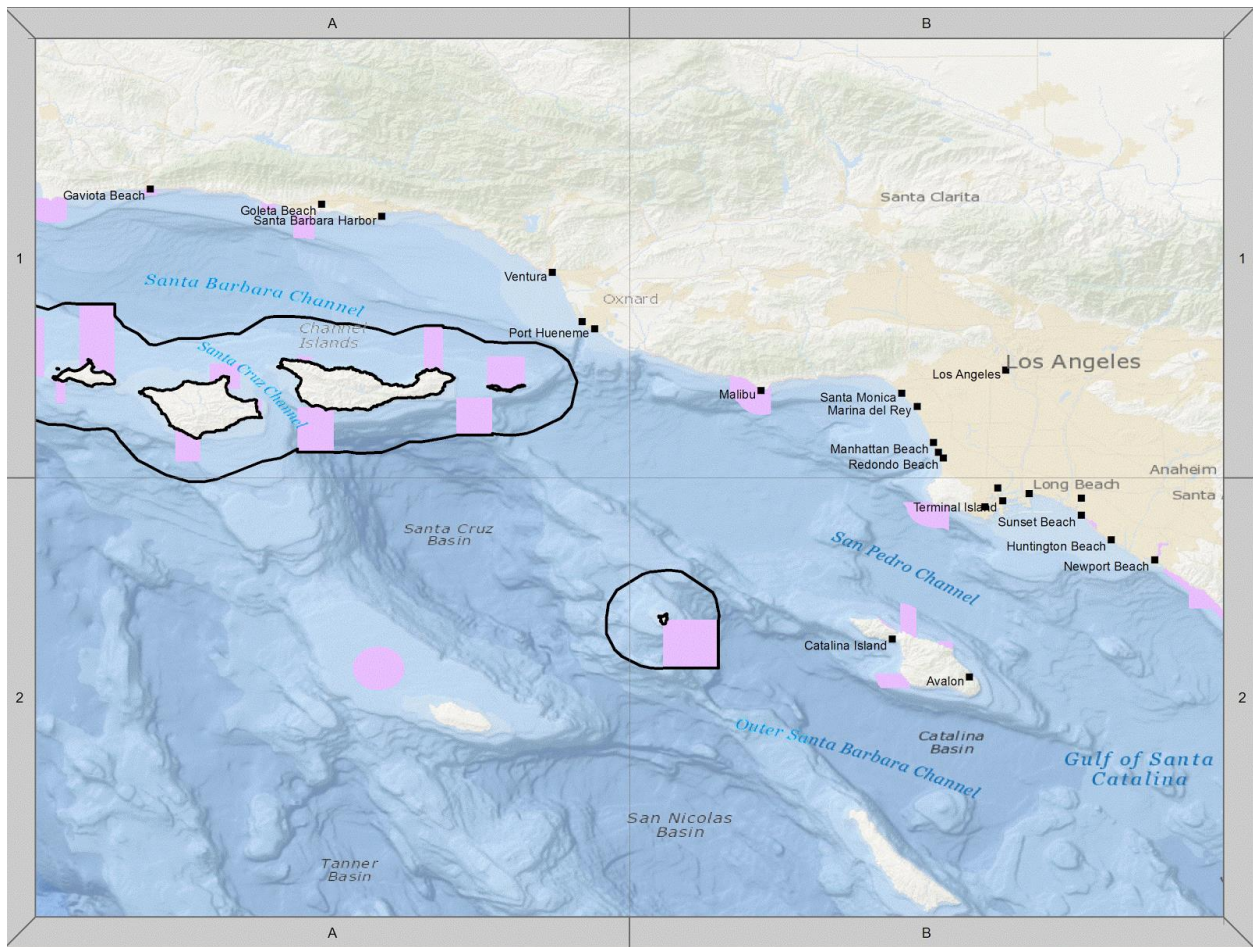 A
B
Santa Clarita
Gaviota Beach
Goleta Beach
Santa Barbara Harbor
1
1
Santa Barbara Channel
Ventura
Oxnard
Port Hueneme
Channel
Islands
Santa Cruz Channel
Los Angeles
Los Angeles
Malibu
Santa Monica
Marina del Rey
Manhattan Beach
Redondo Beach
Anaheim
Long Beach
Santa
Terminal Island
Sunset Beach
Santa Cruz
Basin
San Pedro Channel
Huntington Beach
Newport Beach
Catalina Island
Avalon
2
2
Outer Santa Barbara Channel
Catalina
Basin
Gulf of Santa
Catalina
San Nicolas
Basin
Tanner
Basin
A
B